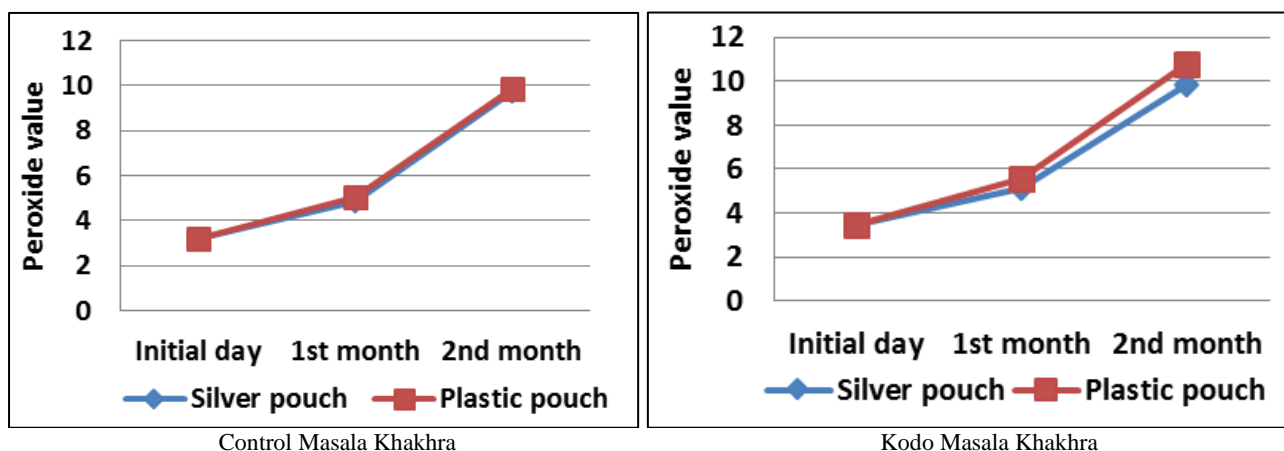 12
10
8
6
4
2
0
Peroxide value
Initial day 1st month 2nd month
Silver pouch Plastic pouch
Control Masala Khakhra
12
10
8
6
4
2
0
Peroxide value
Initial day 1st month 2nd month
Silver pouch Plastic pouch
Kodo Masala Khakhra